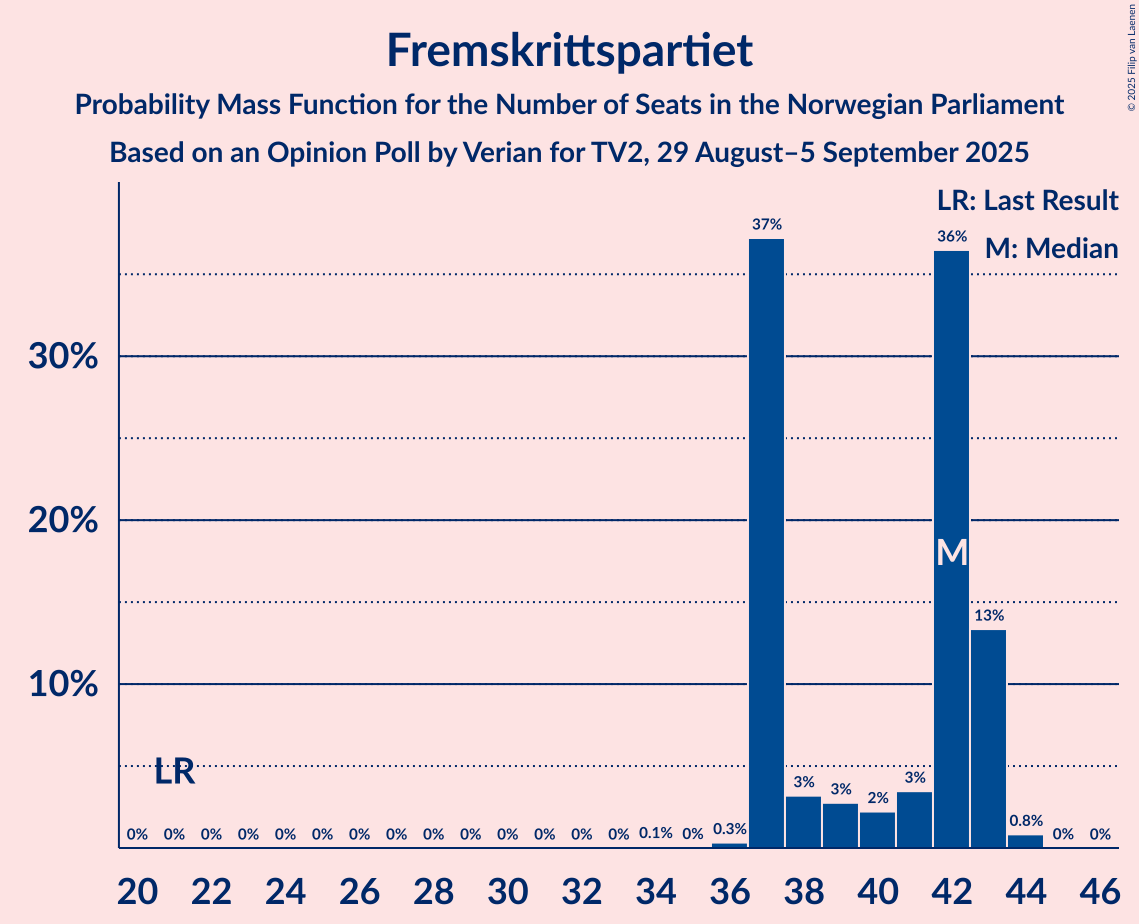 Fremskrittspartiet
Probability Mass Function for the Number of Seats in the Norwegian Parliament
Based on an Opinion Poll by Verian for TV2, 29 August–5 September 2025
© 2025 Filip van Laenen
LR: Last Result
M: Median
37%
36%
30%
20%
M
13%
10%
LR
3%
3%
2%
3%
0.8%
0% 0% 0% 0% 0% 0% 0% 0% 0% 0% 0% 0% 0% 0% 0.1% 0% 0.3% 0% 0%
20 22 24 26 28 30 32 34 36 38 40 42 44 46